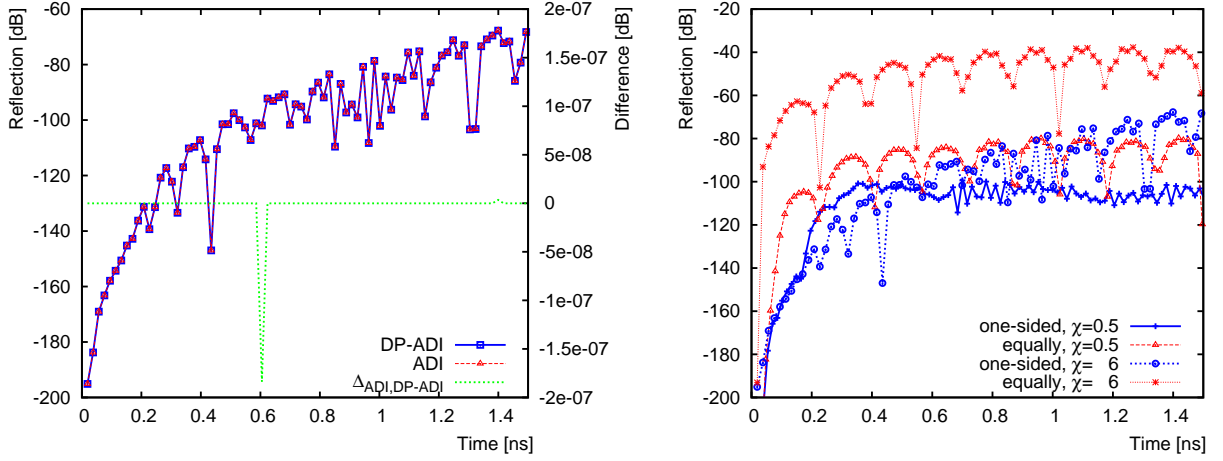 -60
-80
-100
-120
-140
-160
-180
-200
Reflection [dB]
2e-07
1.5e-07
1e-07
5e-08
0
-5e-08
-1e-07
-1.5e-07
-2e-07
Difference [dB]
0 0.2 0.4 0.6 0.8 1 1.2 1.4
Time [ns]
DP-ADI
ADI
Δ_ADI,DP-ADI
-20
-40
-60
-80
-100
-120
-140
-160
-180
-200
Reflection [dB]
0 0.2 0.4 0.6 0.8 1 1.2 1.4
Time [ns]
one-sided, χ=0.5
equally, χ=0.5
one-sided, χ= 6
equally, χ= 6